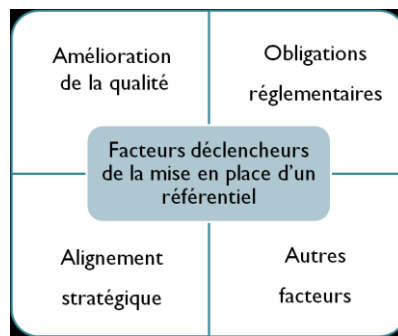 Amélioration
de la qualité
Obligations
réglementaires
Facteurs déclencheurs
de la mise en place d'un
référentiel
Alignement
stratégique
Autres
facteurs